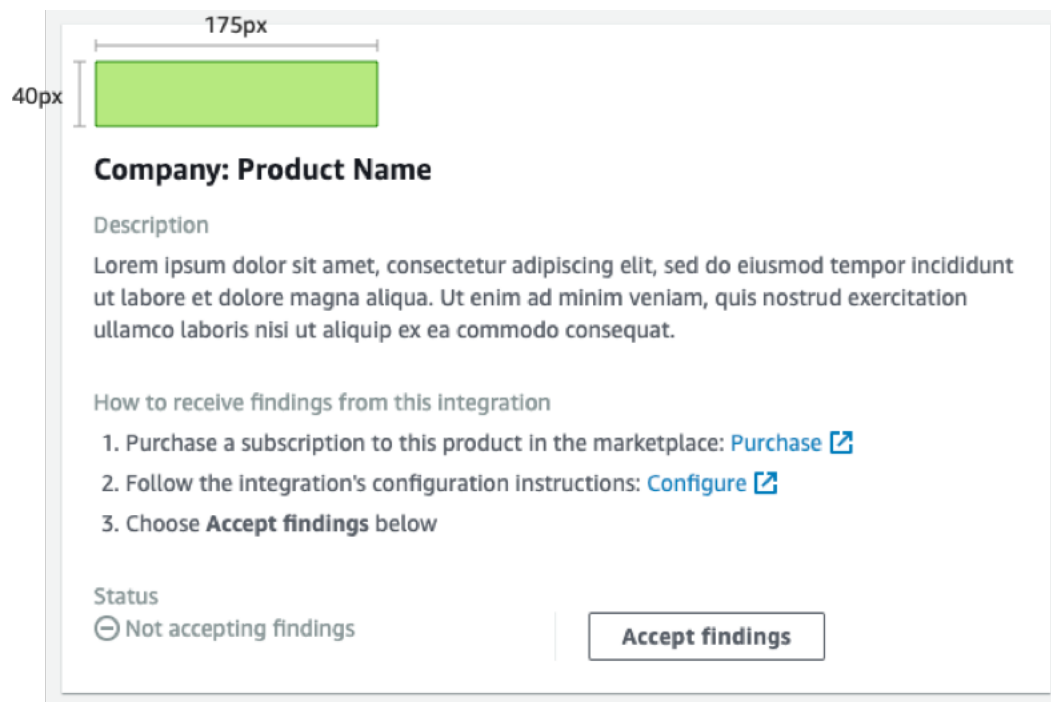 175px
40px
Company: Product Name
Description
Lorem ipsum dolor sit amet, consectetur adipiscing elit, sed do eiusmod tempor incididunt
ut labore et dolore magna aliqua. Ut enim ad minim veniam, quis nostrud exercitation
ullamco laboris nisi ut aliquip ex ea commodo consequat.
How to receive findings from this integration
1. Purchase a subscription to this product in the marketplace: Purchase
2. Follow the integration's configuration instructions: Configure
3. Choose Accept findings below
Status
Not accepting findings
Accept findings